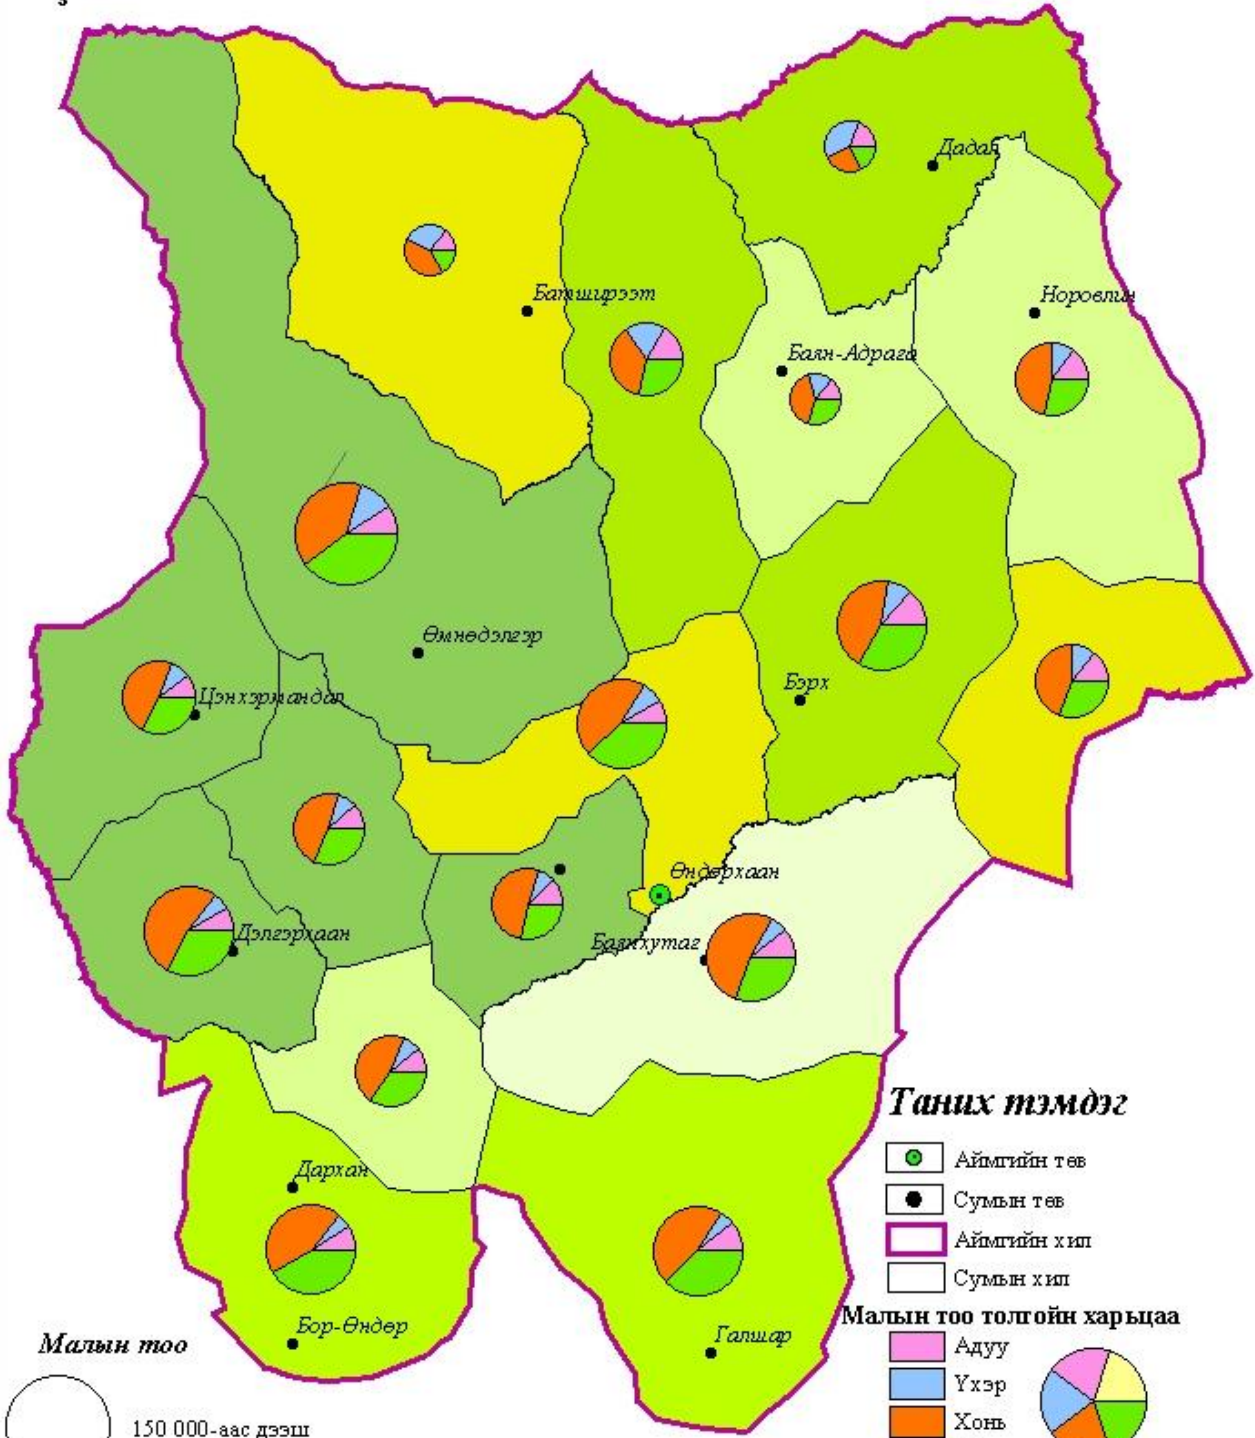 Дадал
Батширээт
Норовлин
Баян-Адрага
Өмнөдэлгэр
Цэнхэрмандал
Бэрх
Өндөрхаан
Дэлгэрхаан
Баянхутаг
Таних тэмдэг
Аймгийн төв
Сумын төв
Дархан
Аймгийн хил
Сумын хил
Малын тоо толгойн харьцаа
Бор-Өндөр
Галшар
Малын тоо
Адуу
Үхэр
Хонь
150 000-аас дээш